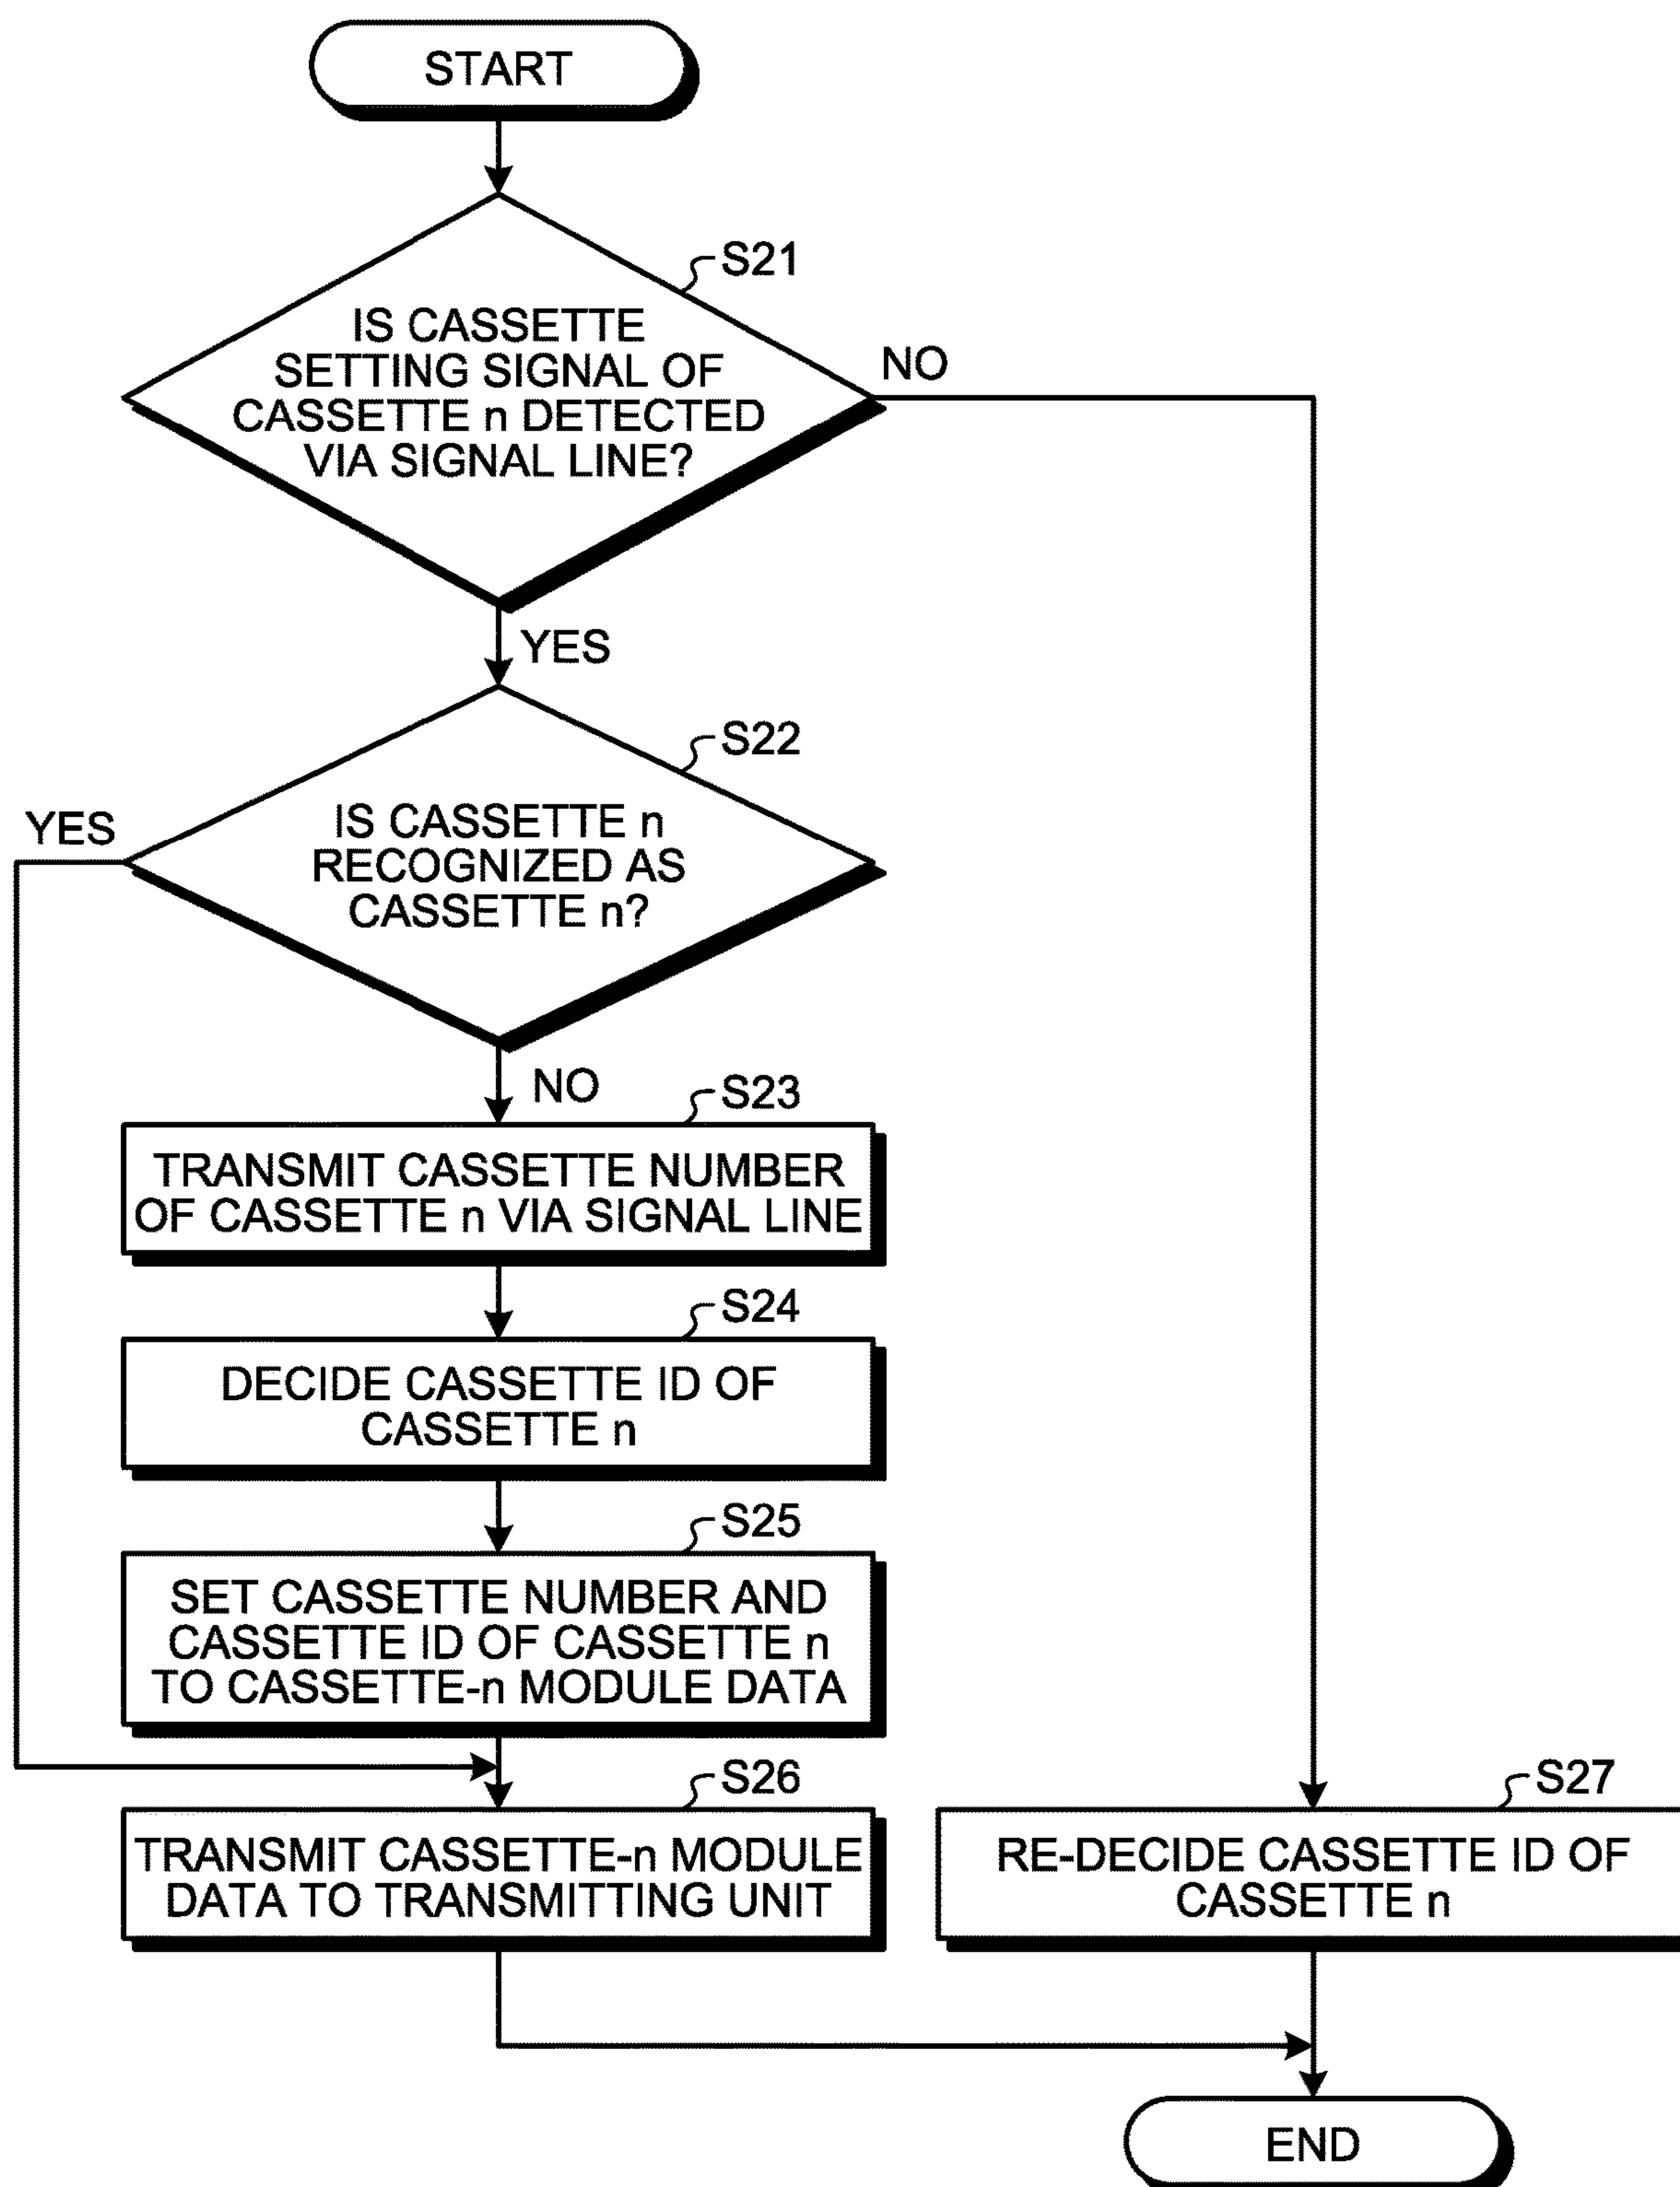 START
S21
IS CASSETTE
SETTING SIGNAL OF
CASSETTE n DETECTED
VIA SIGNAL LINE?
NO
YES
S22
YES
IS CASSETTE n
RECOGNIZED AS
CASSETTE n?
NO
S23
TRANSMIT CASSETTE NUMBER
OF CASSETTE n VIA SIGNAL LINE
S24
DECIDE CASSETTE ID OF
CASSETTE n
S25
SET CASSETTE NUMBER AND
CASSETTE ID OF CASSETTE n
TO CASSETTE-n MODULE DATA
S26
TRANSMIT CASSETTE-n MODULE
DATA TO TRANSMITTING UNIT
S27
RE-DECIDE CASSETTE ID OF
CASSETTE n
END